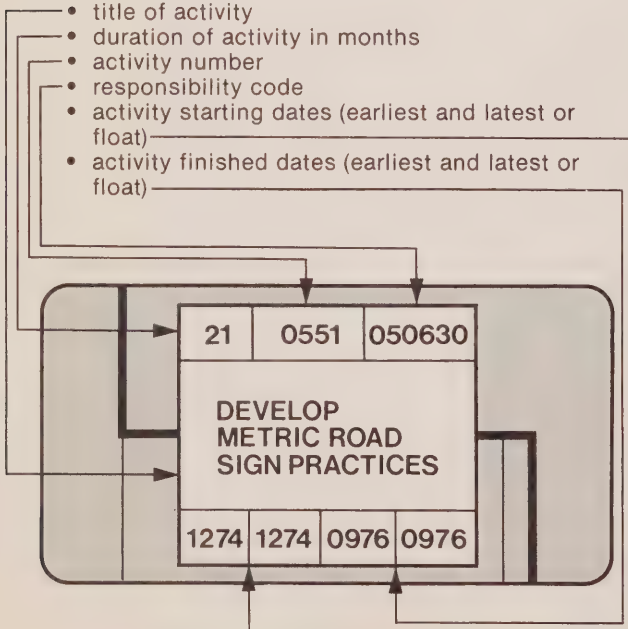 • title of activity
• duration of activity in months
• activity number
• responsibility code
• activity starting dates (earliest and latest or
float)
• activity finished dates (earliest and latest or
float)
21 0551 050630
DEVELOP
METRIC ROAD
SIGN PRACTICES
1274 1274 0976 0976